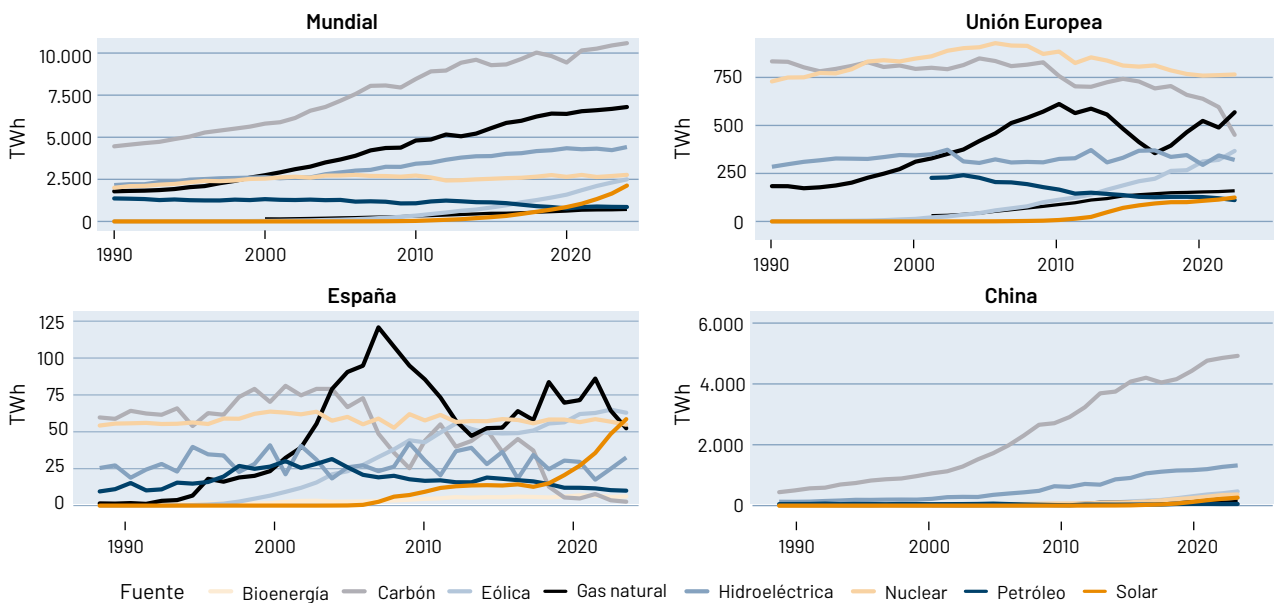 Mundial
TWh
10.000
7.500
5.000
2.500
0
1990 2000 2010 2020
Unión Europea
TWh
750
500
250
0
1990 2000 2010 2020
España
TWh
125
100
75
50
25
0
1990 2000 2010 2020
China
TWh
6.000
4.000
2.000
0
1990 2000 2010 2020
Fuente Bioenergía Carbón Eólica Gas natural Hidroeléctrica Nuclear Petróleo Solar